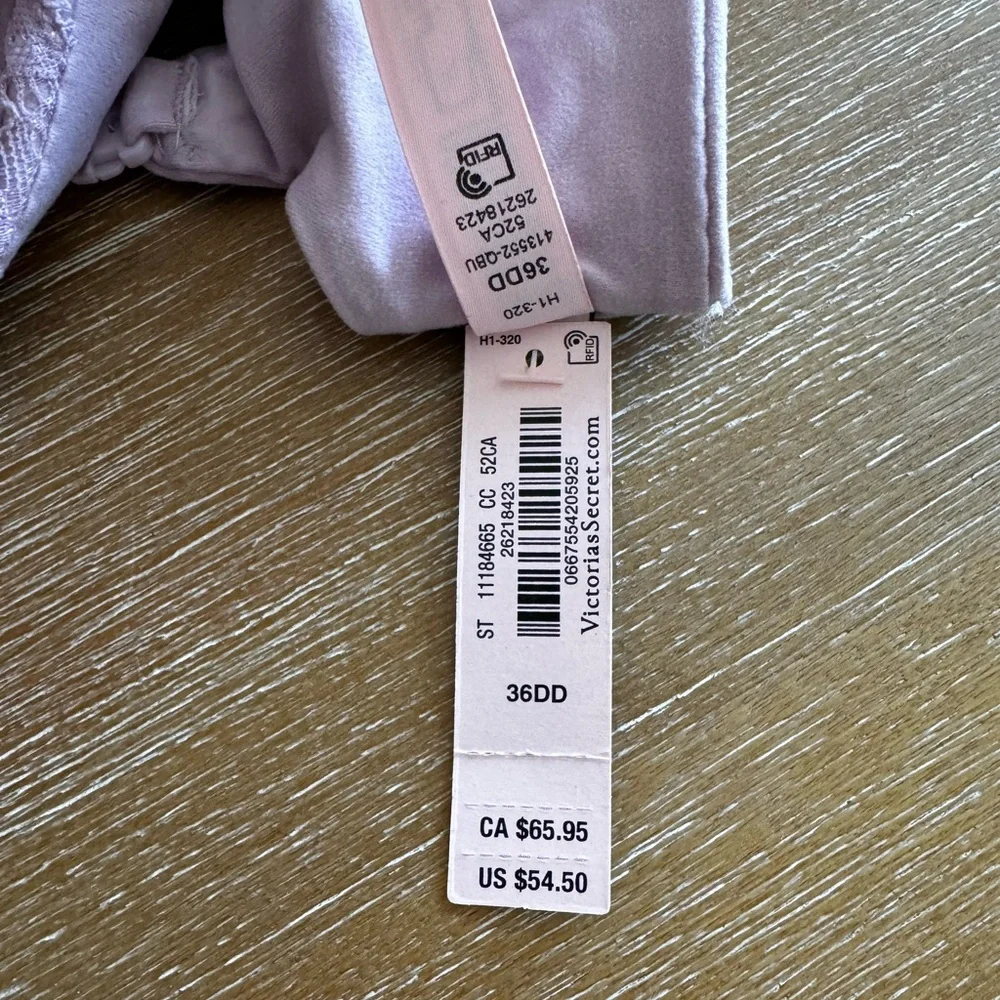 RFID
26218423
52CA
413552-QBU
36DD
H1-320
H1-320
RFID
ST 11184665 CC 52CA
26218423
0667554205925
VictoriasSecret.com
36DD
CA $65.95
US $54.50